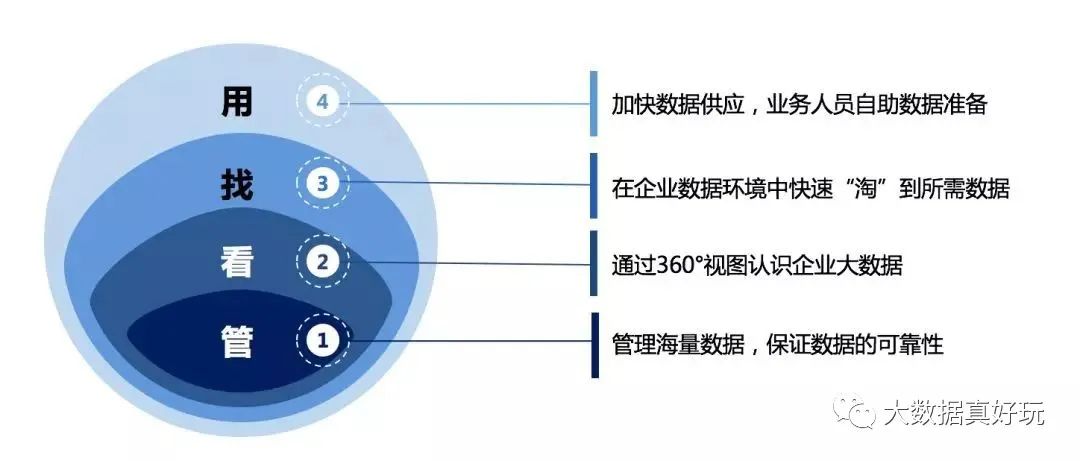 用 4 加快数据供应，业务人员自助数据准备
找 3 在企业数据环境中快速“淘”到所需数据
看 2 通过360°视图认识企业大数据
管 1 管理海量数据，保证数据的可靠性
大数据真好玩